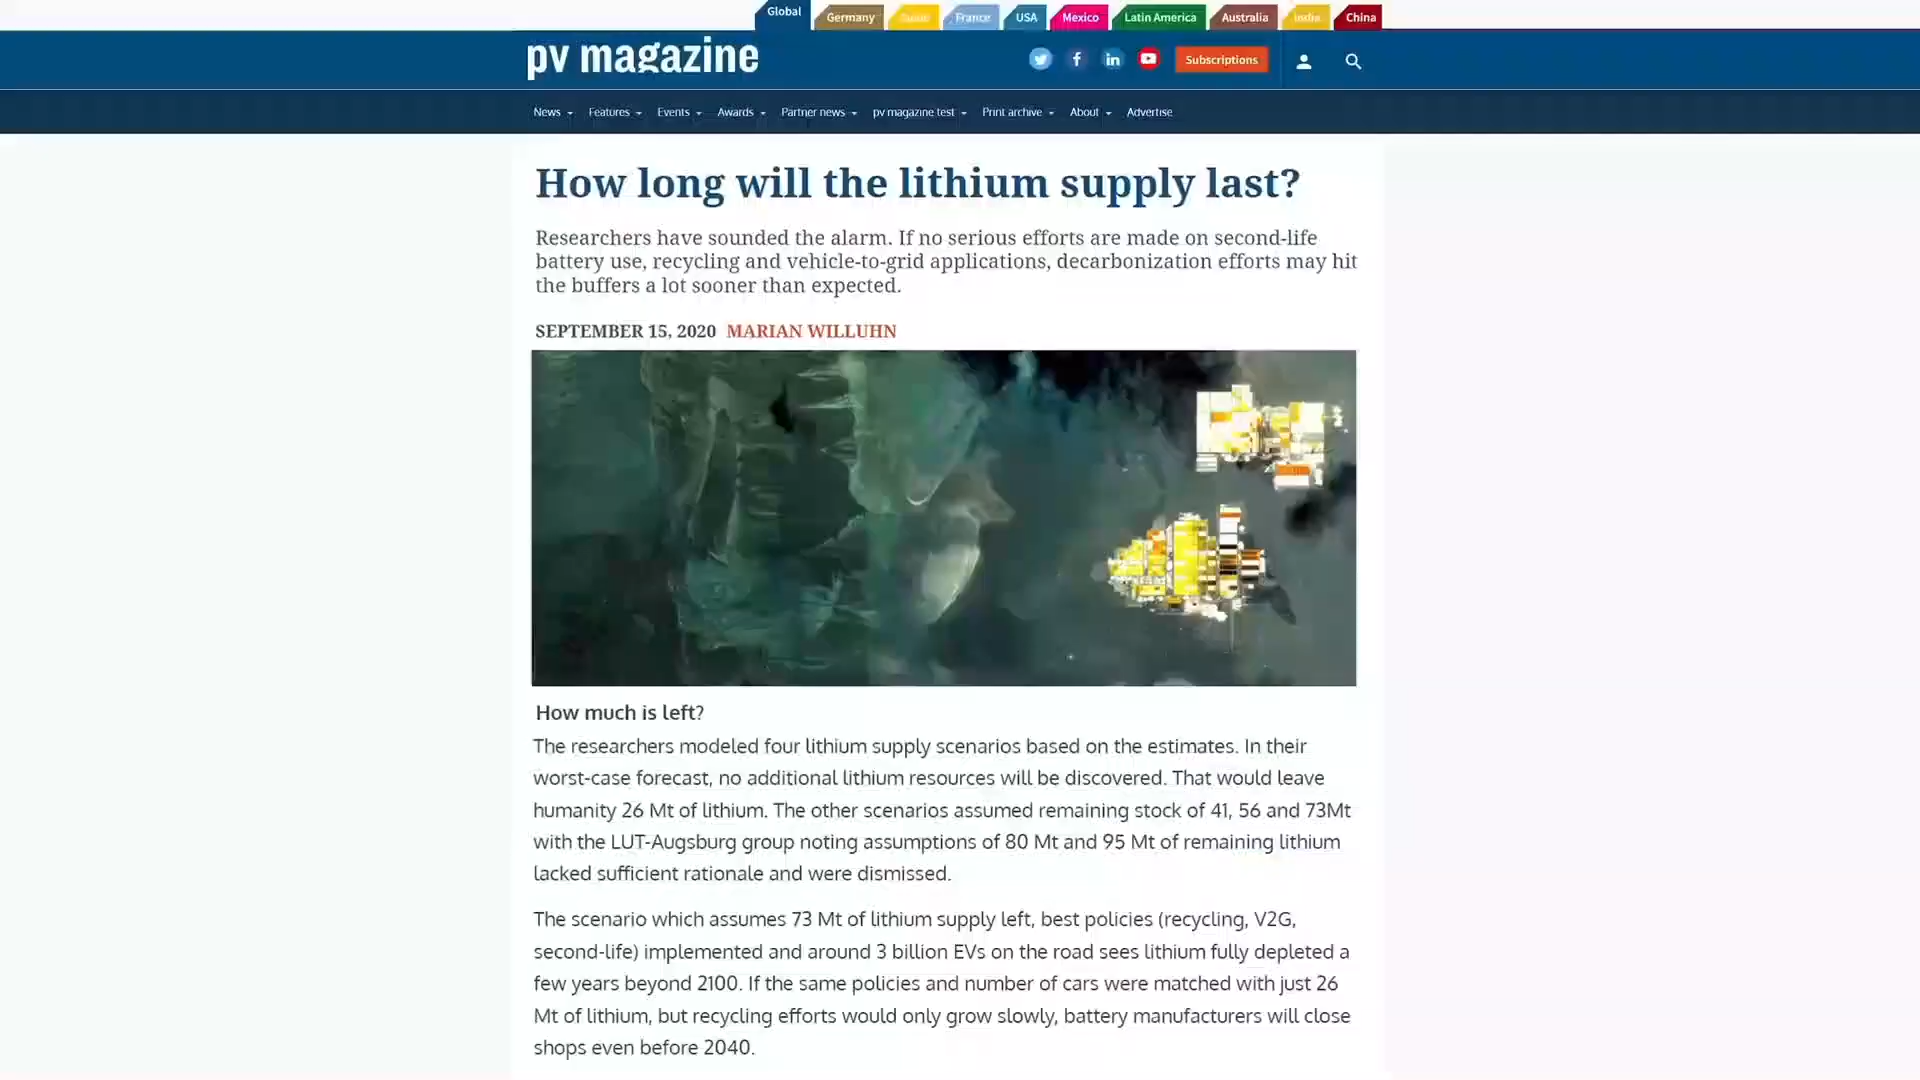 Global
Germany
France
USA
Mexico
Latin America
Australia
India
China
pv magazine
Subscriptions
News
Features
Events
Awards
Partner news
pv magazine test
Print archive
About
Advertise
How long will the lithium supply last?
Researchers have sounded the alarm. If no serious efforts are made on second-life
battery use, recycling and vehicle-to-grid applications, decarbonization efforts may hit
the buffers a lot sooner than expected.
SEPTEMBER 15, 2020 MARIAN WILLUHN
How much is left?
The researchers modeled four lithium supply scenarios based on the estimates. In their
worst-case forecast, no additional lithium resources will be discovered. That would leave
humanity 26 Mt of lithium. The other scenarios assumed remaining stock of 41, 56 and 73Mt
with the LUT-Augsburg group noting assumptions of 80 Mt and 95 Mt of remaining lithium
lacked sufficient rationale and were dismissed.
The scenario which assumes 73 Mt of lithium supply left, best policies (recycling, V2G,
second-life) implemented and around 3 billion EVs on the road sees lithium fully depleted a
few years beyond 2100. If the same policies and number of cars were matched with just 26
Mt of lithium, but recycling efforts would only grow slowly, battery manufacturers will close
shops even before 2040.